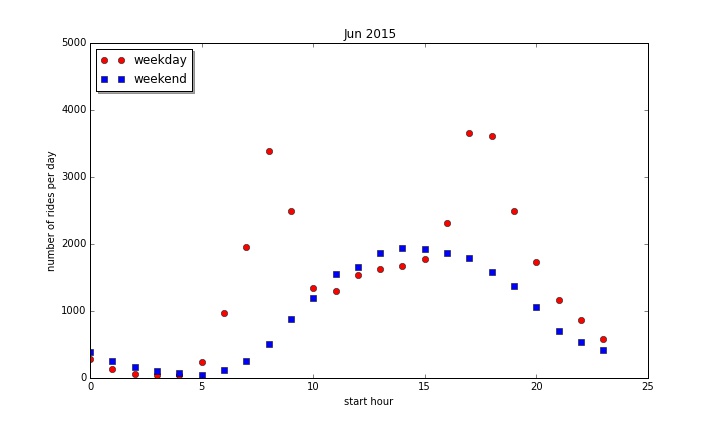 Jun 2015
weekday
weekend
number of rides per day
5000
4000
3000
2000
1000
0
0 5 10 15 20 25
start hour